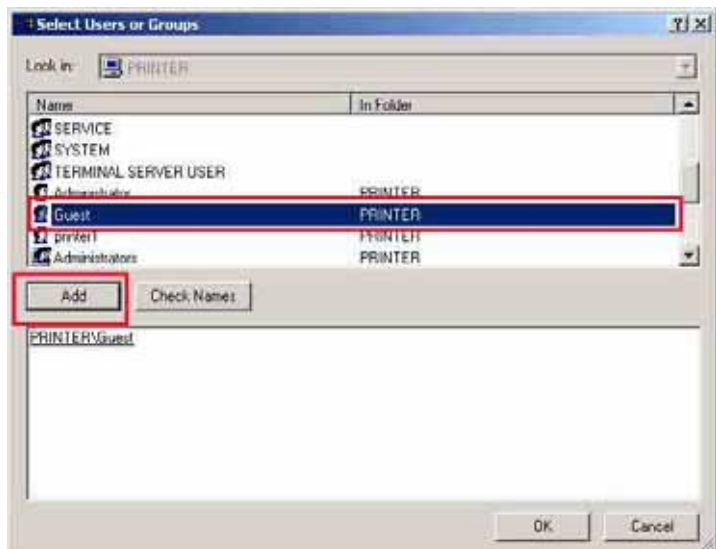 Select Users or Groups
Look in: PRINTER
Name In Folder
SERVICE
SYSTEM
TERMINAL SERVER USER
Administrator PRINTER
Guest PRINTER
printer1 PRINTER
Administrators PRINTER
Add Check Names
PRINTER\Guest
OK Cancel